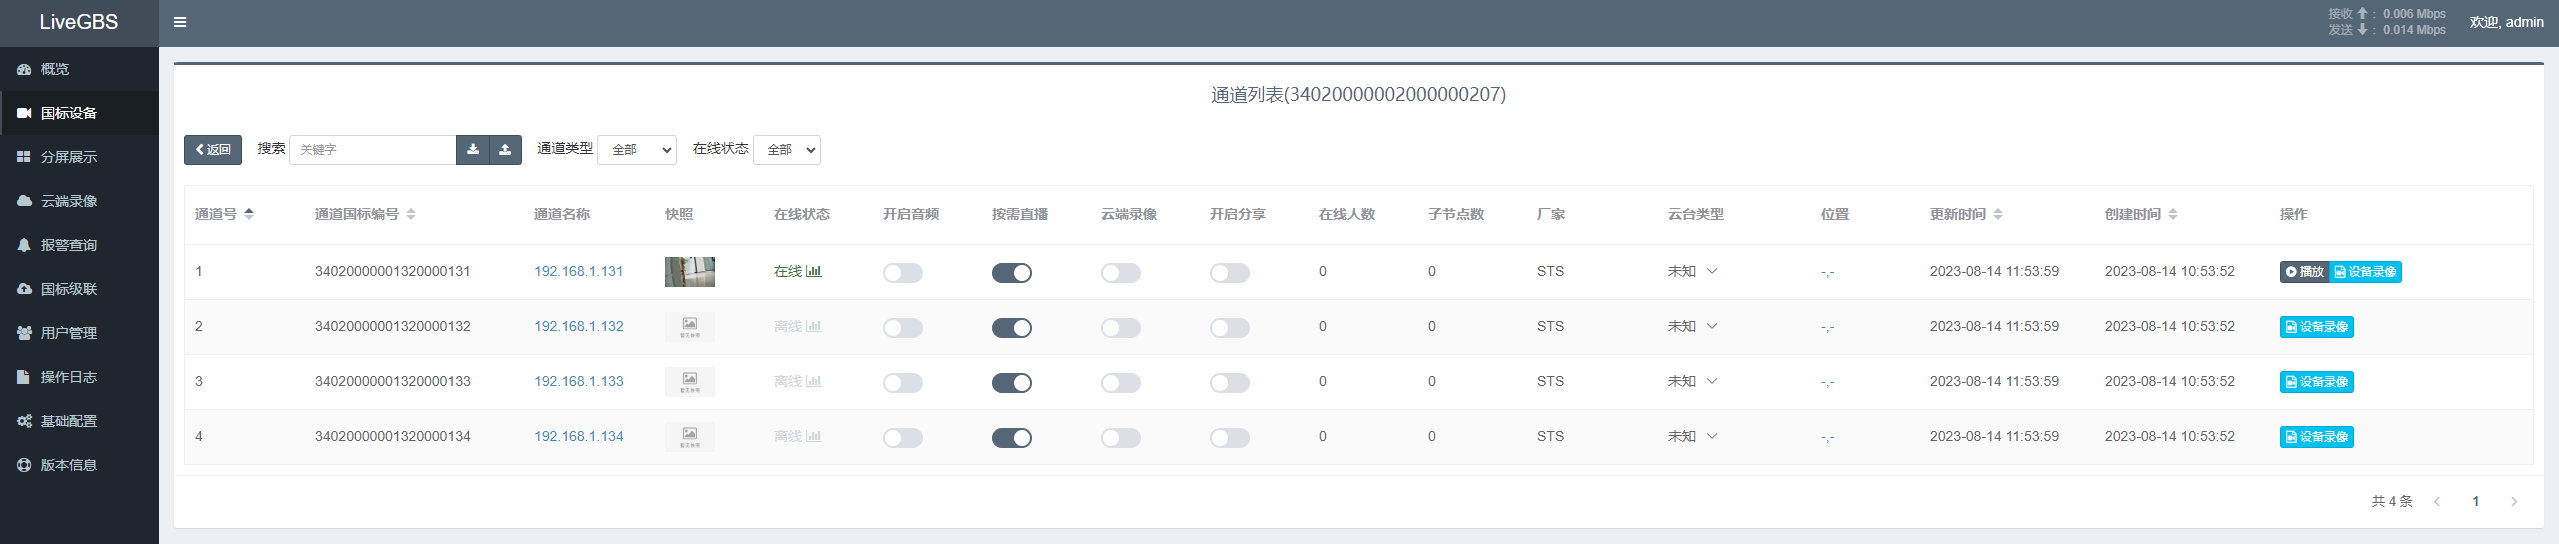 LiveGBS
接收 : 0.006 Mbps
发送 : 0.014 Mbps
欢迎, admin
概览
国标设备
分屏展示
云端录像
报警查询
国标级联
用户管理
操作日志
基础配置
版本信息
通道列表(34020000002000000207)
返回 搜索 关键字 通道类型 全部 在线状态 全部
通道号 通道国标编号 通道名称 快照 在线状态 开启音频 按需直播 云端录像 开启分享 在线人数 子节点数 厂家 云台类型 位置 更新时间 创建时间 操作
1 34020000001320000131 192.168.1.131 在线 0 0 STS 未知 -,- 2023-08-14 11:53:59 2023-08-14 10:53:52 播放 设备录像
2 34020000001320000132 192.168.1.132 暂无快照 离线 0 0 STS 未知 -,- 2023-08-14 11:53:59 2023-08-14 10:53:52 设备录像
3 34020000001320000133 192.168.1.133 暂无快照 离线 0 0 STS 未知 -,- 2023-08-14 11:53:59 2023-08-14 10:53:52 设备录像
4 34020000001320000134 192.168.1.134 暂无快照 离线 0 0 STS 未知 -,- 2023-08-14 11:53:59 2023-08-14 10:53:52 设备录像
共 4 条 1